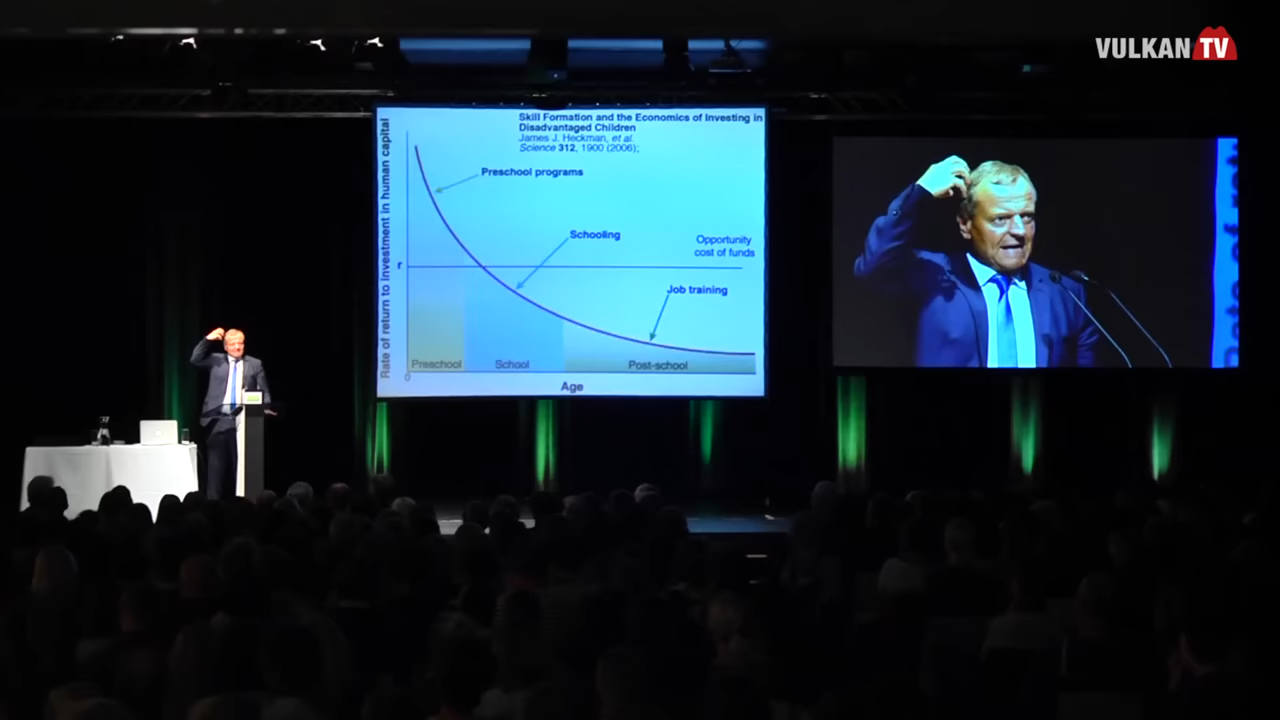 VULKAN TV
Skill Formation and the Economics of Investing in
Disadvantaged Children
James J. Heckman, et al.
Science 312, 1900 (2006);
Rate of return to investment in human capital
Preschool programs
Schooling
Opportunity
cost of funds
r
Job training
Preschool
School
Post-school
0
Age